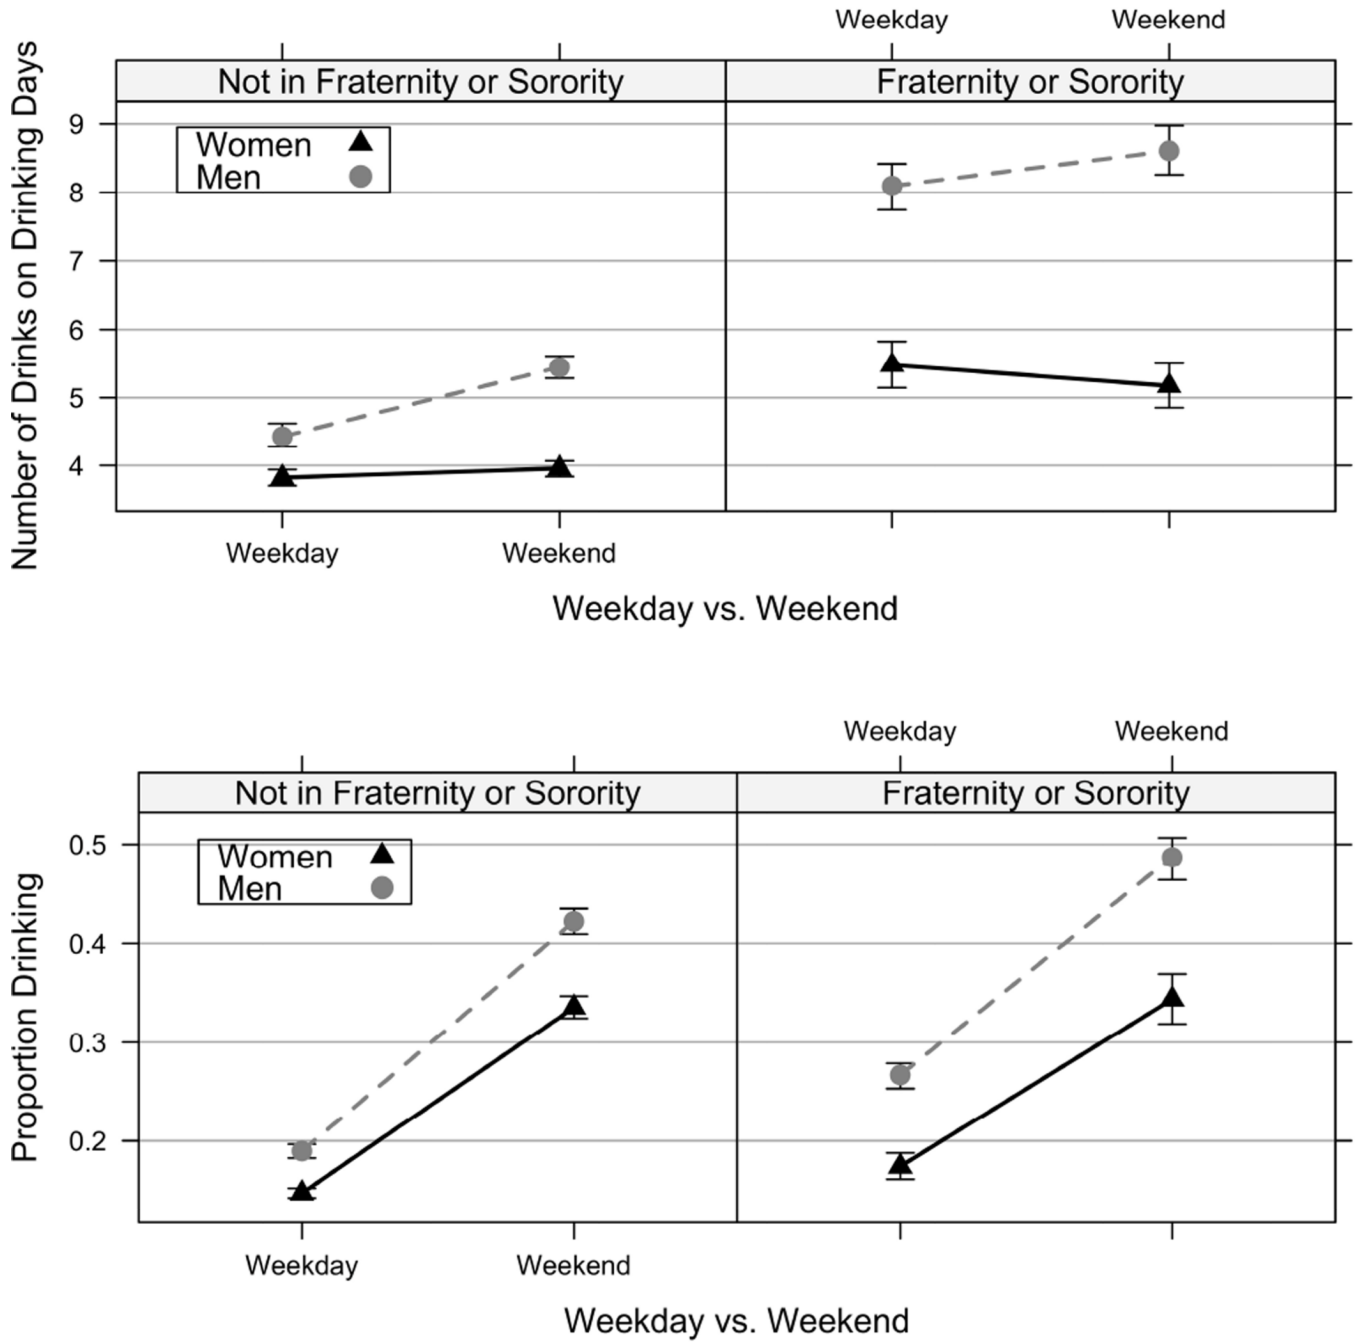 Weekday Weekend
Not in Fraternity or Sorority Fraternity or Sorority
Number of Drinks on Drinking Days
9
8
7
6
5
4
Women
Men
Weekday Weekend
Weekday vs. Weekend
Weekday Weekend
Not in Fraternity or Sorority Fraternity or Sorority
Proportion Drinking
0.5
0.4
0.3
0.2
Women
Men
Weekday Weekend
Weekday vs. Weekend